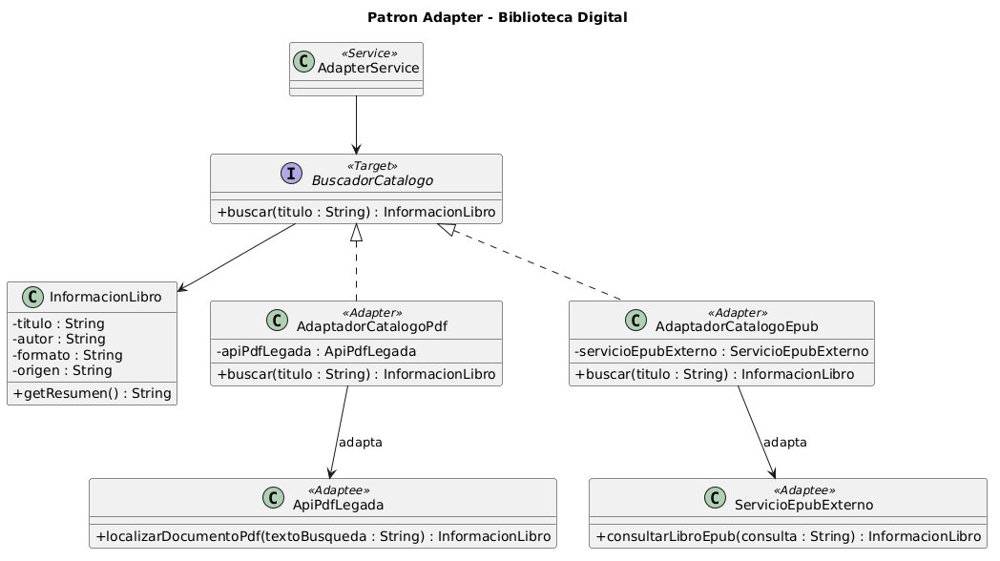 Patron Adapter - Biblioteca Digital
C
«Service»
AdapterService
I
«Target»
BuscadorCatalogo
+buscar(titulo : String) : InformacionLibro
C
InformacionLibro
-titulo : String
-autor : String
-formato : String
-origen : String
+getResumen() : String
C
«Adapter»
AdaptadorCatalogoPdf
-apiPdfLegada : ApiPdfLegada
+buscar(titulo : String) : InformacionLibro
C
«Adapter»
AdaptadorCatalogoEpub
-servicioEpubExterno : ServicioEpubExterno
+buscar(titulo : String) : InformacionLibro
adapta
adapta
C
«Adaptee»
ApiPdfLegada
+localizarDocumentoPdf(textoBusqueda : String) : InformacionLibro
C
«Adaptee»
ServicioEpubExterno
+consultarLibroEpub(consulta : String) : InformacionLibro